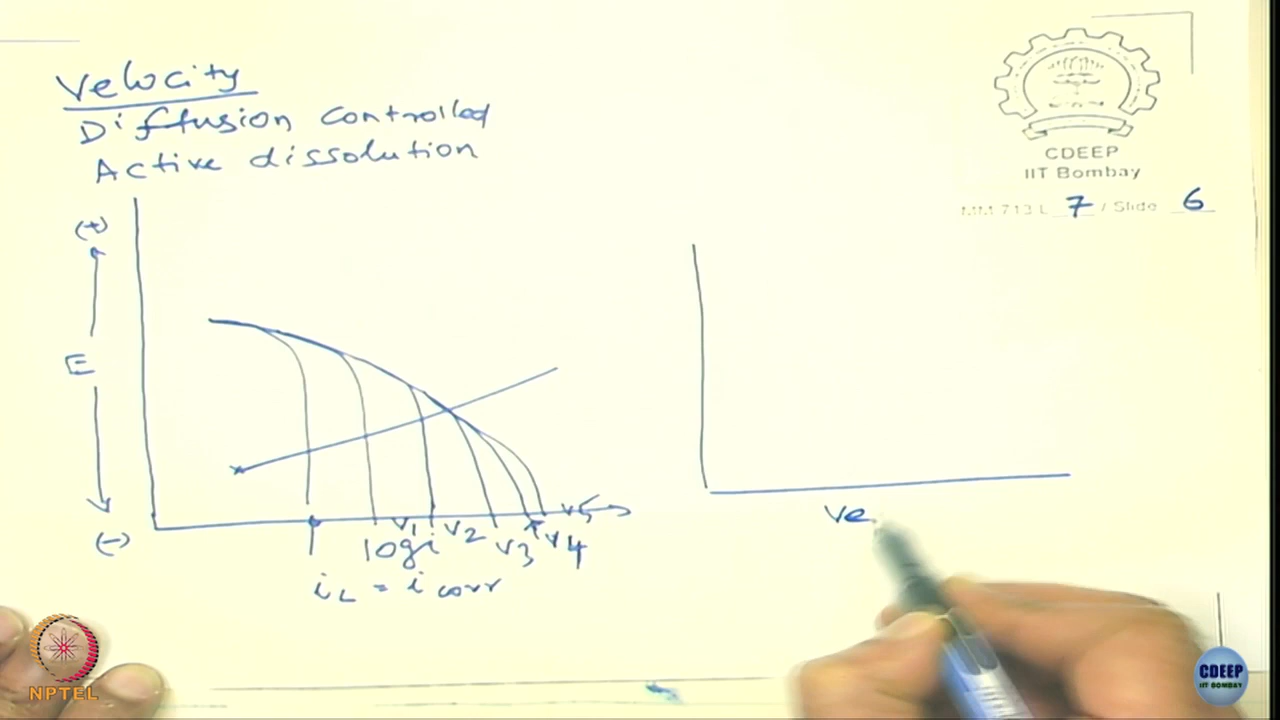 Velocity
Diffusion controlled
Active dissolution
(+)
E
(-)
log i
v1 v2 v3 v4 v5
iL = i corr
ve
CDEEP
IIT Bombay
MM 713 L 7 / Slide 6
NPTEL
CDEEP
IIT BOMBAY